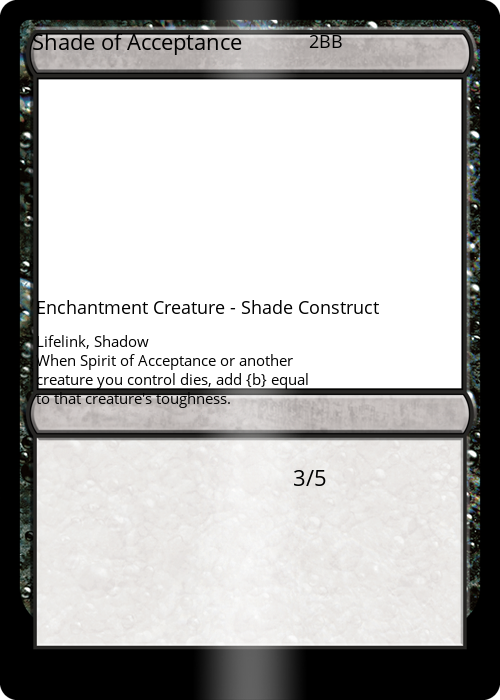 Shade of Acceptance 2BB
Enchantment Creature - Shade Construct
Lifelink, Shadow
When Spirit of Acceptance or another
creature you control dies, add {b} equal
to that creature's toughness.
3/5